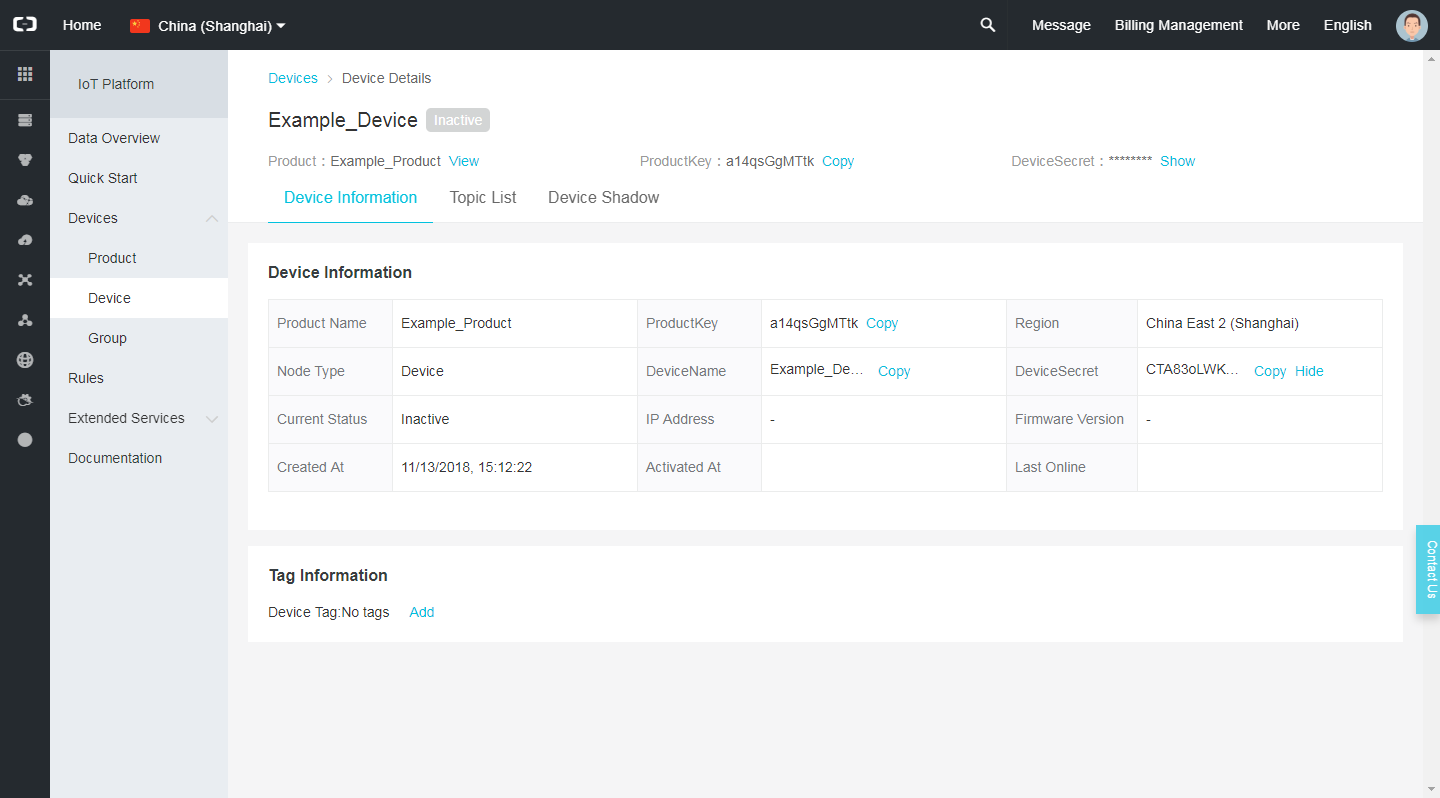 Home China (Shanghai) Message Billing Management More English
IoT Platform
Data Overview
Quick Start
Devices
Product
Device
Group
Rules
Extended Services
Documentation
Devices > Device Details
Example_Device Inactive
Product : Example_Product View ProductKey : a14qsGgMTtk Copy DeviceSecret : ******** Show
Device Information Topic List Device Shadow
Device Information
Product Name Example_Product ProductKey a14qsGgMTtk Copy Region China East 2 (Shanghai)
Node Type Device DeviceName Example_De... Copy DeviceSecret CTA83oLWK... Copy Hide
Current Status Inactive IP Address - Firmware Version -
Created At 11/13/2018, 15:12:22 Activated At Last Online
Tag Information
Device Tag:No tags Add
Contact Us